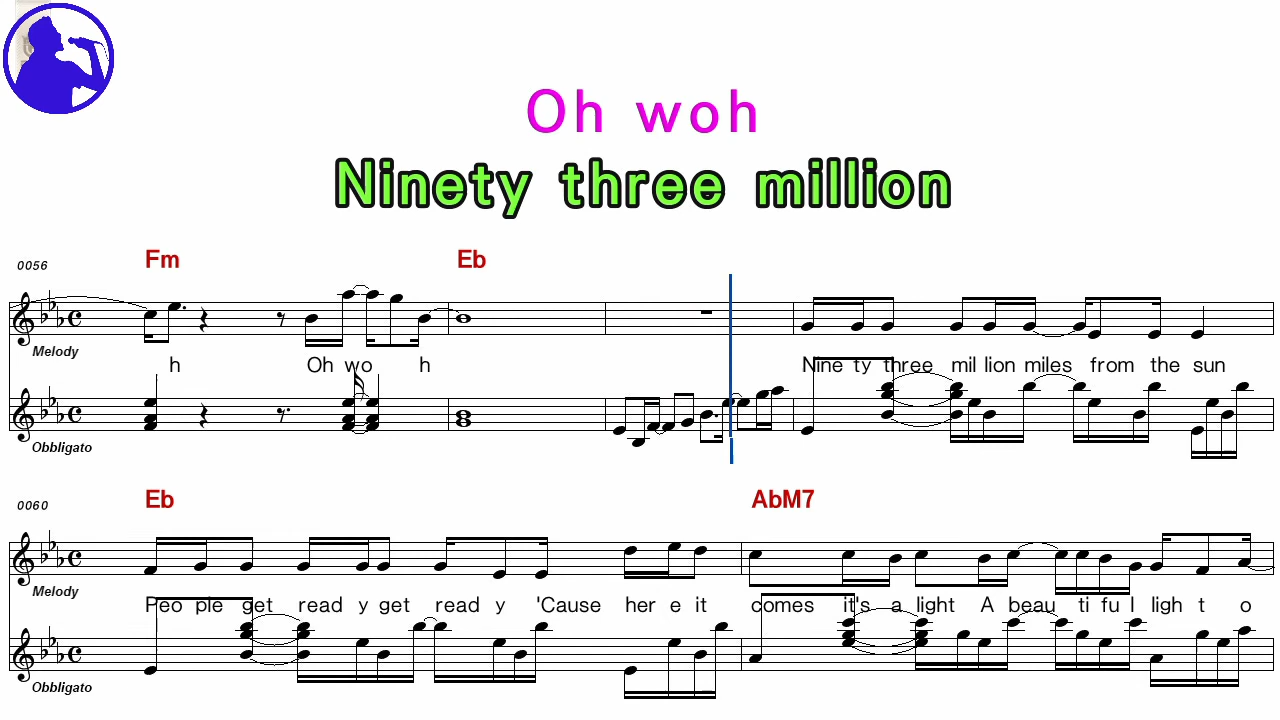 Oh woh
Ninety three million
0056 Fm Eb
Melody
h Oh wo h Nine ty three mil lion miles from the sun
Obbligato
0060 Eb AbM7
Melody
Peo ple get read y get read y 'Cause her e it comes it's a light A beau ti fu l ligh t o
Obbligato